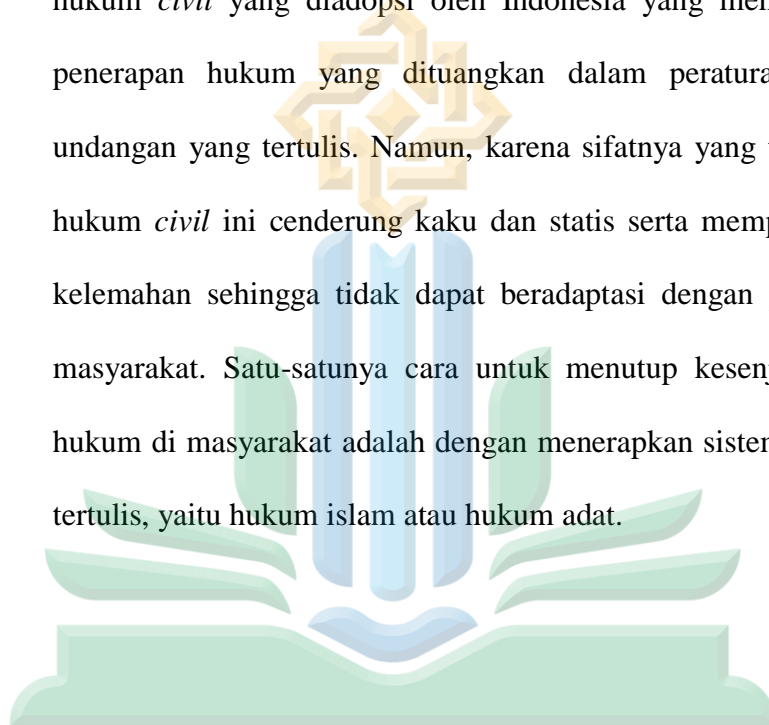 hukum civil yang diadopsi oleh Indonesia yang
penerapan hukum yang dituangkan dalam
undangan yang tertulis. Namun, karena sifatnya yang
hukum civil ini cenderung kaku dan statis serta
kelemahan sehingga tidak dapat beradaptasi dengan
masyarakat. Satu-satunya cara untuk menutup
hukum di masyarakat adalah dengan menerapkan
tertulis, yaitu hukum islam atau hukum adat.